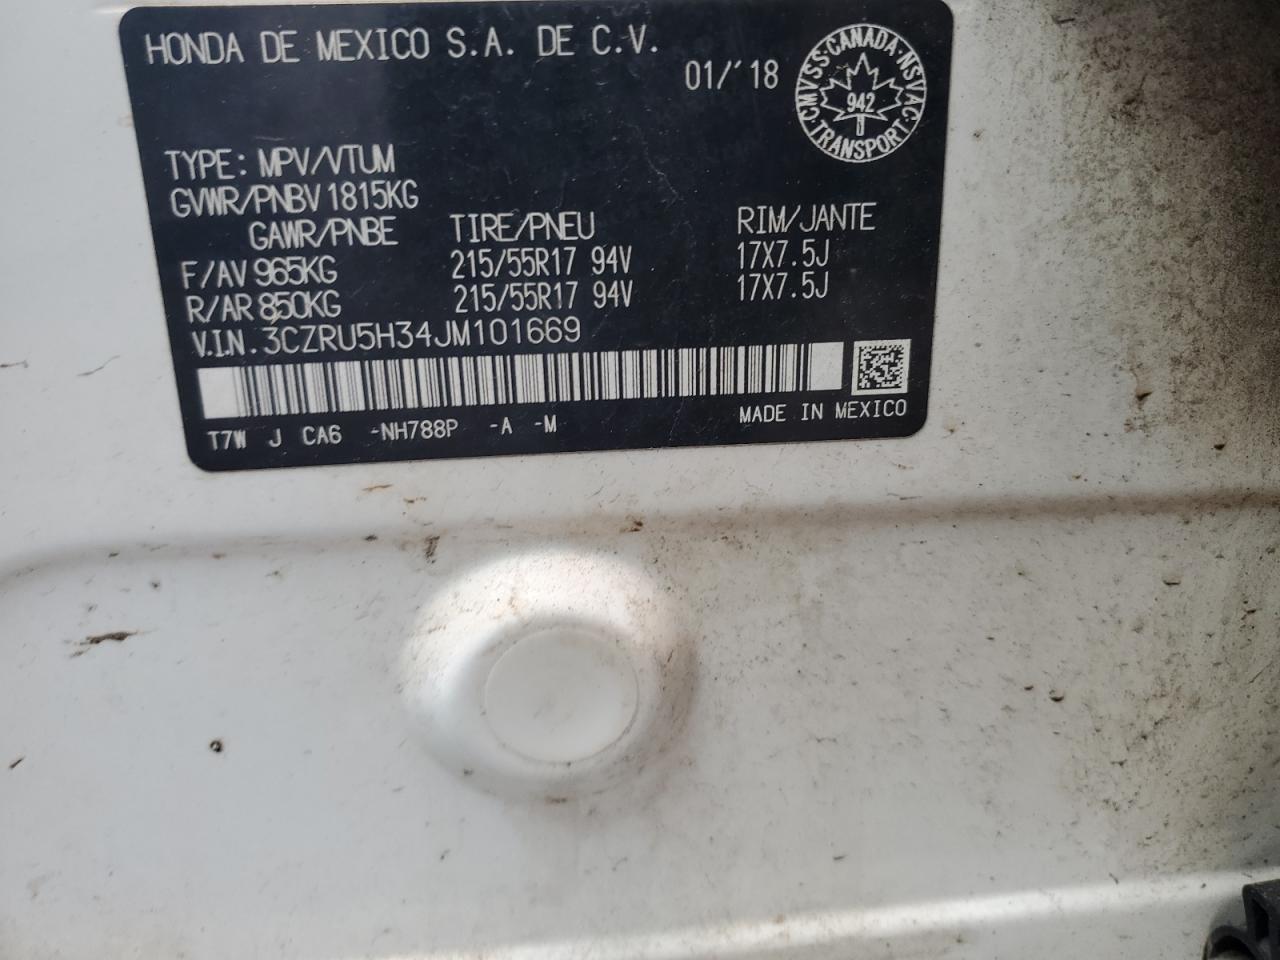 HONDA DE MEXICO S.A. DE C.V.
01/'18
CMVSS·CANADA·NSVAC·TRANSPORT·
942
TYPE: MPV/VTUM
GVWR/PNBV 1815KG
GAWR/PNBE TIRE/PNEU RIM/JANTE
F/AV 965KG 215/55R17 94V 17X7.5J
R/AR 850KG 215/55R17 94V 17X7.5J
V.I.N. 3CZRU5H34JM101669
T7W J CA6 -NH788P -A -M MADE IN MEXICO